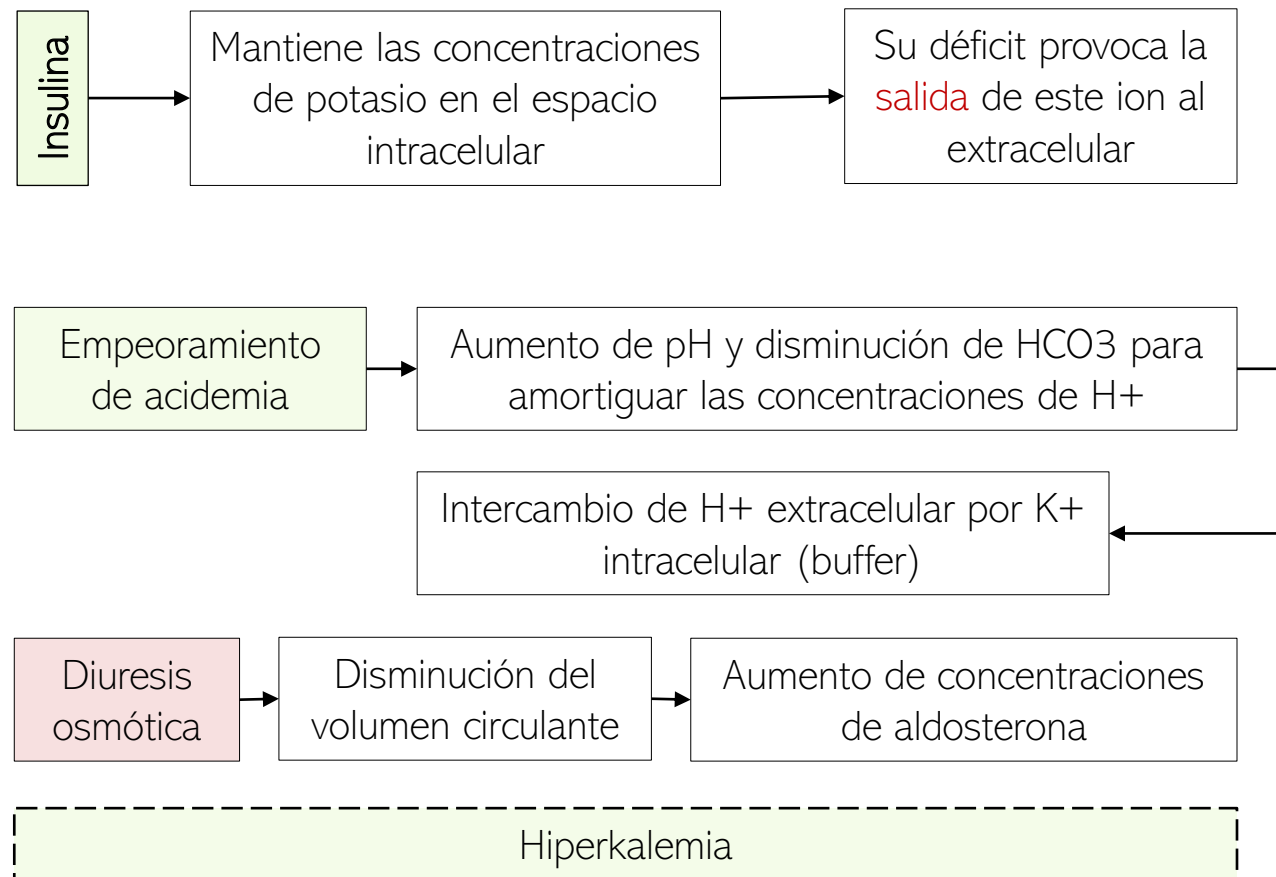 Insulina
Mantiene las concentraciones
de potasio en el espacio
intracelular
Su déficit provoca la
salida de este ion al
extracelular
Empeoramiento
de acidemia
Aumento de pH y disminución de HCO3 para
amortiguar las concentraciones de H+
Intercambio de H+ extracelular por K+
intracelular (buffer)
Diuresis
osmótica
Disminución del
volumen circulante
Aumento de concentraciones
de aldosterona
Hiperkalemia